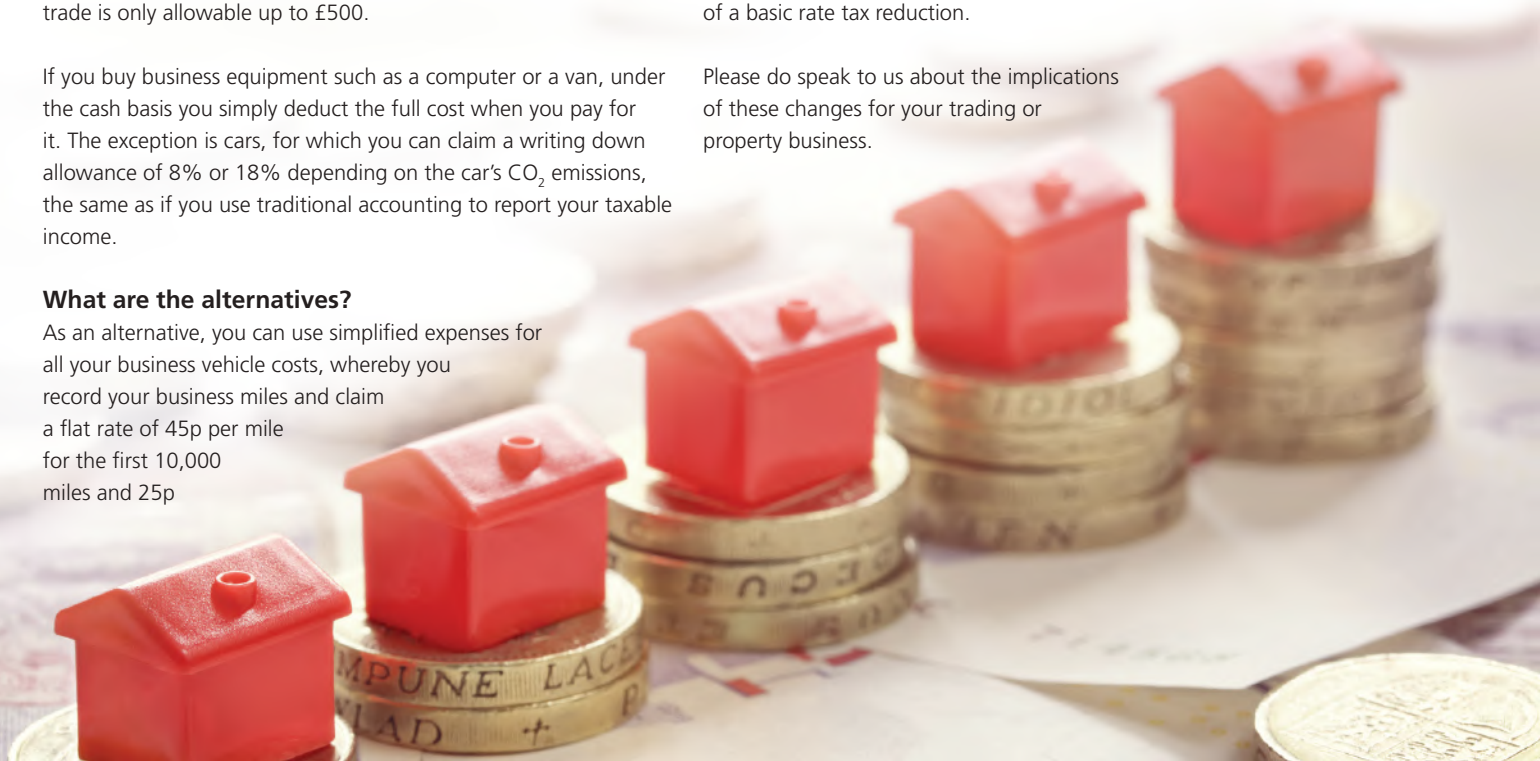 trade is only allowable up to £500.
If you buy business equipment such as a computer or a van, under
the cash basis you simply deduct the full cost when you pay for
it. The exception is cars, for which you can claim a writing down
allowance of 8% or 18% depending on the car’s CO₂ emissions,
the same as if you use traditional accounting to report your taxable
income.
What are the alternatives?
As an alternative, you can use simplified expenses for
all your business vehicle costs, whereby you
record your business miles and claim
a flat rate of 45p per mile
for the first 10,000
miles and 25p
of a basic rate tax reduction.
Please do speak to us about the implications
of these changes for your trading or
property business.
MPUNE LACE
LAD +